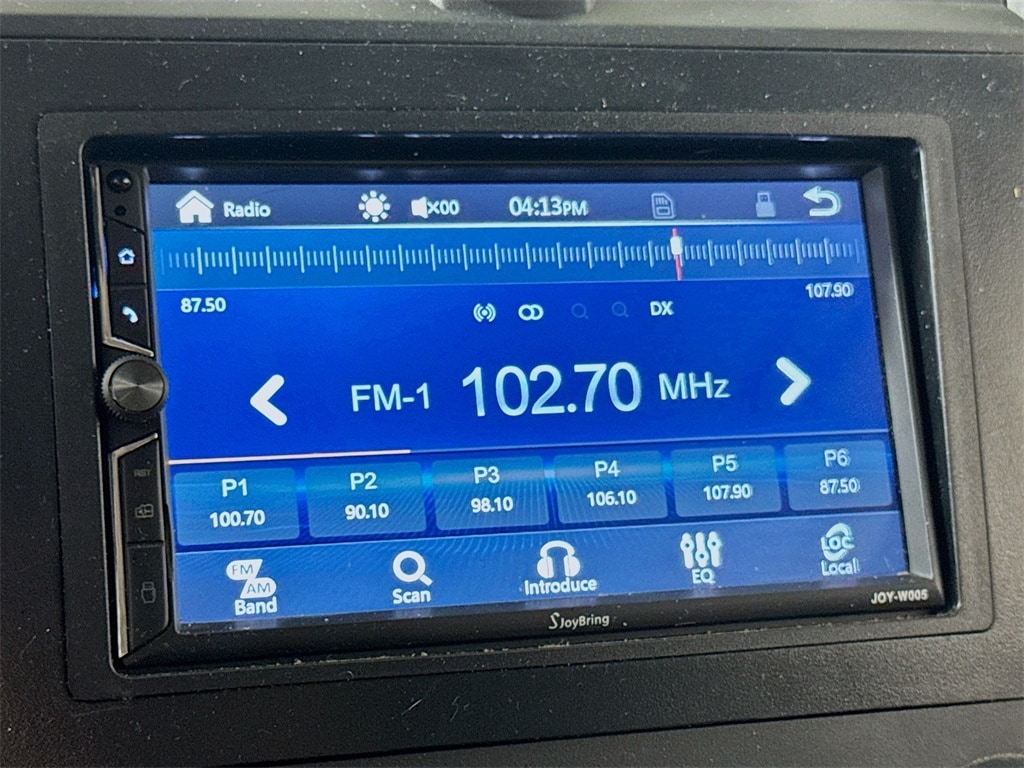 Radio
×00
04:13PM
87.50
107.90
DX
FM-1 102.70 MHz
P1 P2 P3 P4 P5 P6
100.70 90.10 98.10 106.10 107.90 87.50
FM
AM
LOC
Band Scan Introduce EQ Local
RST
SJoyBring
JOY-W005